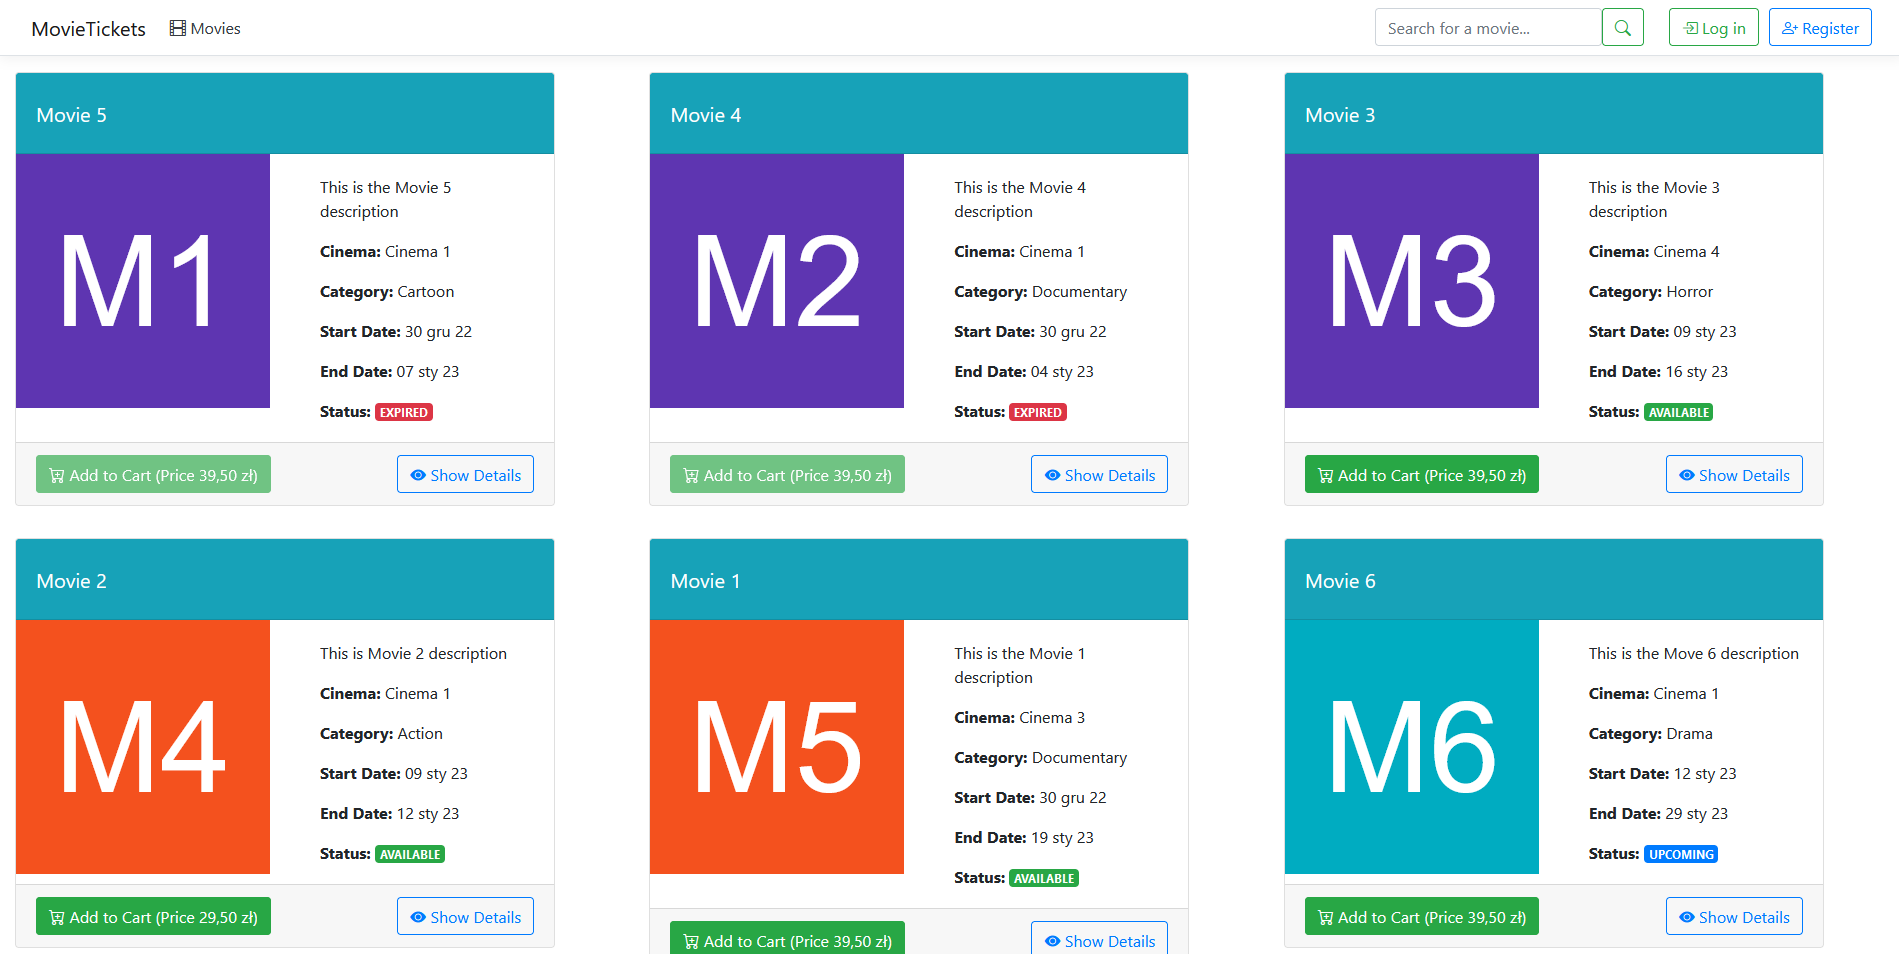 MovieTickets Movies Search for a movie... Log in Register
Movie 5
M1
This is the Movie 5
description
Cinema: Cinema 1
Category: Cartoon
Start Date: 30 gru 22
End Date: 07 sty 23
Status: EXPIRED
Add to Cart (Price 39,50 zł) Show Details
Movie 4
M2
This is the Movie 4
description
Cinema: Cinema 1
Category: Documentary
Start Date: 30 gru 22
End Date: 04 sty 23
Status: EXPIRED
Add to Cart (Price 39,50 zł) Show Details
Movie 3
M3
This is the Movie 3
description
Cinema: Cinema 4
Category: Horror
Start Date: 09 sty 23
End Date: 16 sty 23
Status: AVAILABLE
Add to Cart (Price 39,50 zł) Show Details
Movie 2
M4
This is Movie 2 description
Cinema: Cinema 1
Category: Action
Start Date: 09 sty 23
End Date: 12 sty 23
Status: AVAILABLE
Add to Cart (Price 29,50 zł) Show Details
Movie 1
M5
This is the Movie 1
description
Cinema: Cinema 3
Category: Documentary
Start Date: 30 gru 22
End Date: 19 sty 23
Status: AVAILABLE
Add to Cart (Price 39,50 zł) Show Details
Movie 6
M6
This is the Move 6 description
Cinema: Cinema 1
Category: Drama
Start Date: 12 sty 23
End Date: 29 sty 23
Status: UPCOMING
Add to Cart (Price 39,50 zł) Show Details